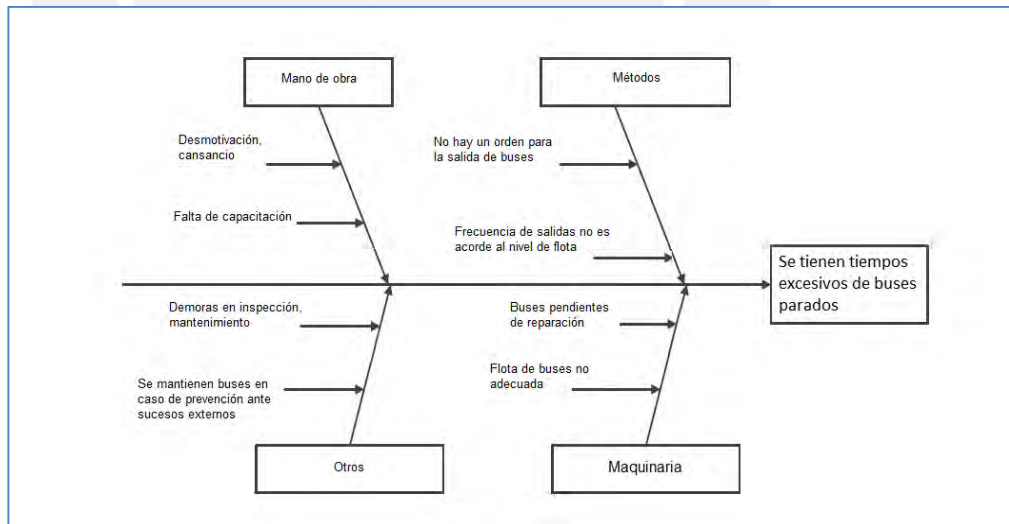 Mano de obra
Métodos
Desmotivación,
cansancio
No hay un orden para
la salida de buses
Falta de capacitación
Frecuencia de salidas no es
acorde al nivel de flota
Se tienen tiempos
excesivos de buses
parados
Demoras en inspección,
mantenimiento
Buses pendientes
de reparación
Se mantienen buses en
caso de prevención ante
sucesos externos
Flota de buses no
adecuada
Otros
Maquinaria